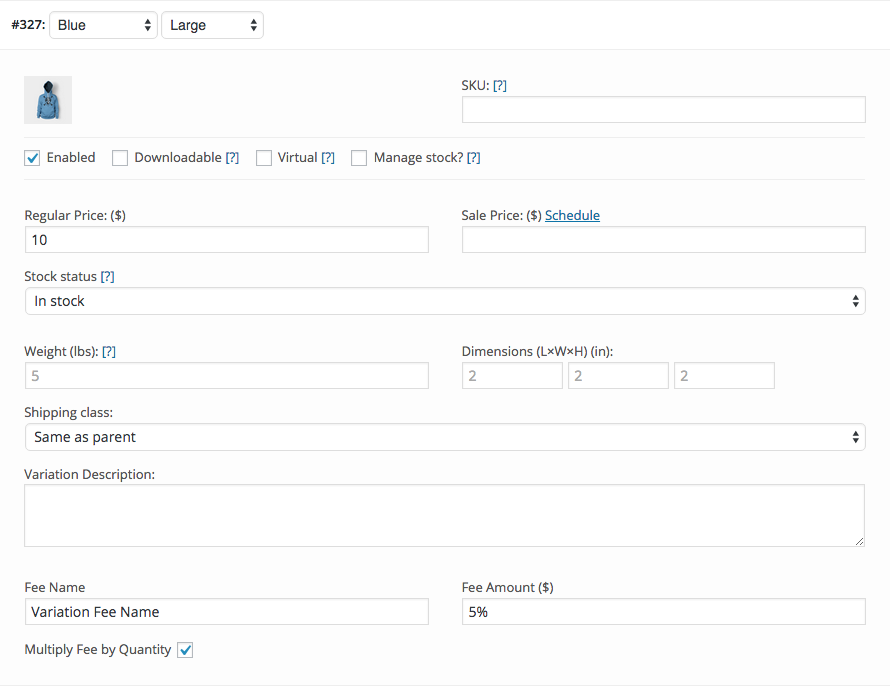 #327: Blue Large
SKU: [?]
Enabled Downloadable [?] Virtual [?] Manage stock? [?]
Regular Price: ($) Sale Price: ($) Schedule
10
Stock status [?]
In stock
Weight (lbs): [?] Dimensions (L×W×H) (in):
5 2 2 2
Shipping class:
Same as parent
Variation Description:
Fee Name Fee Amount ($)
Variation Fee Name 5%
Multiply Fee by Quantity